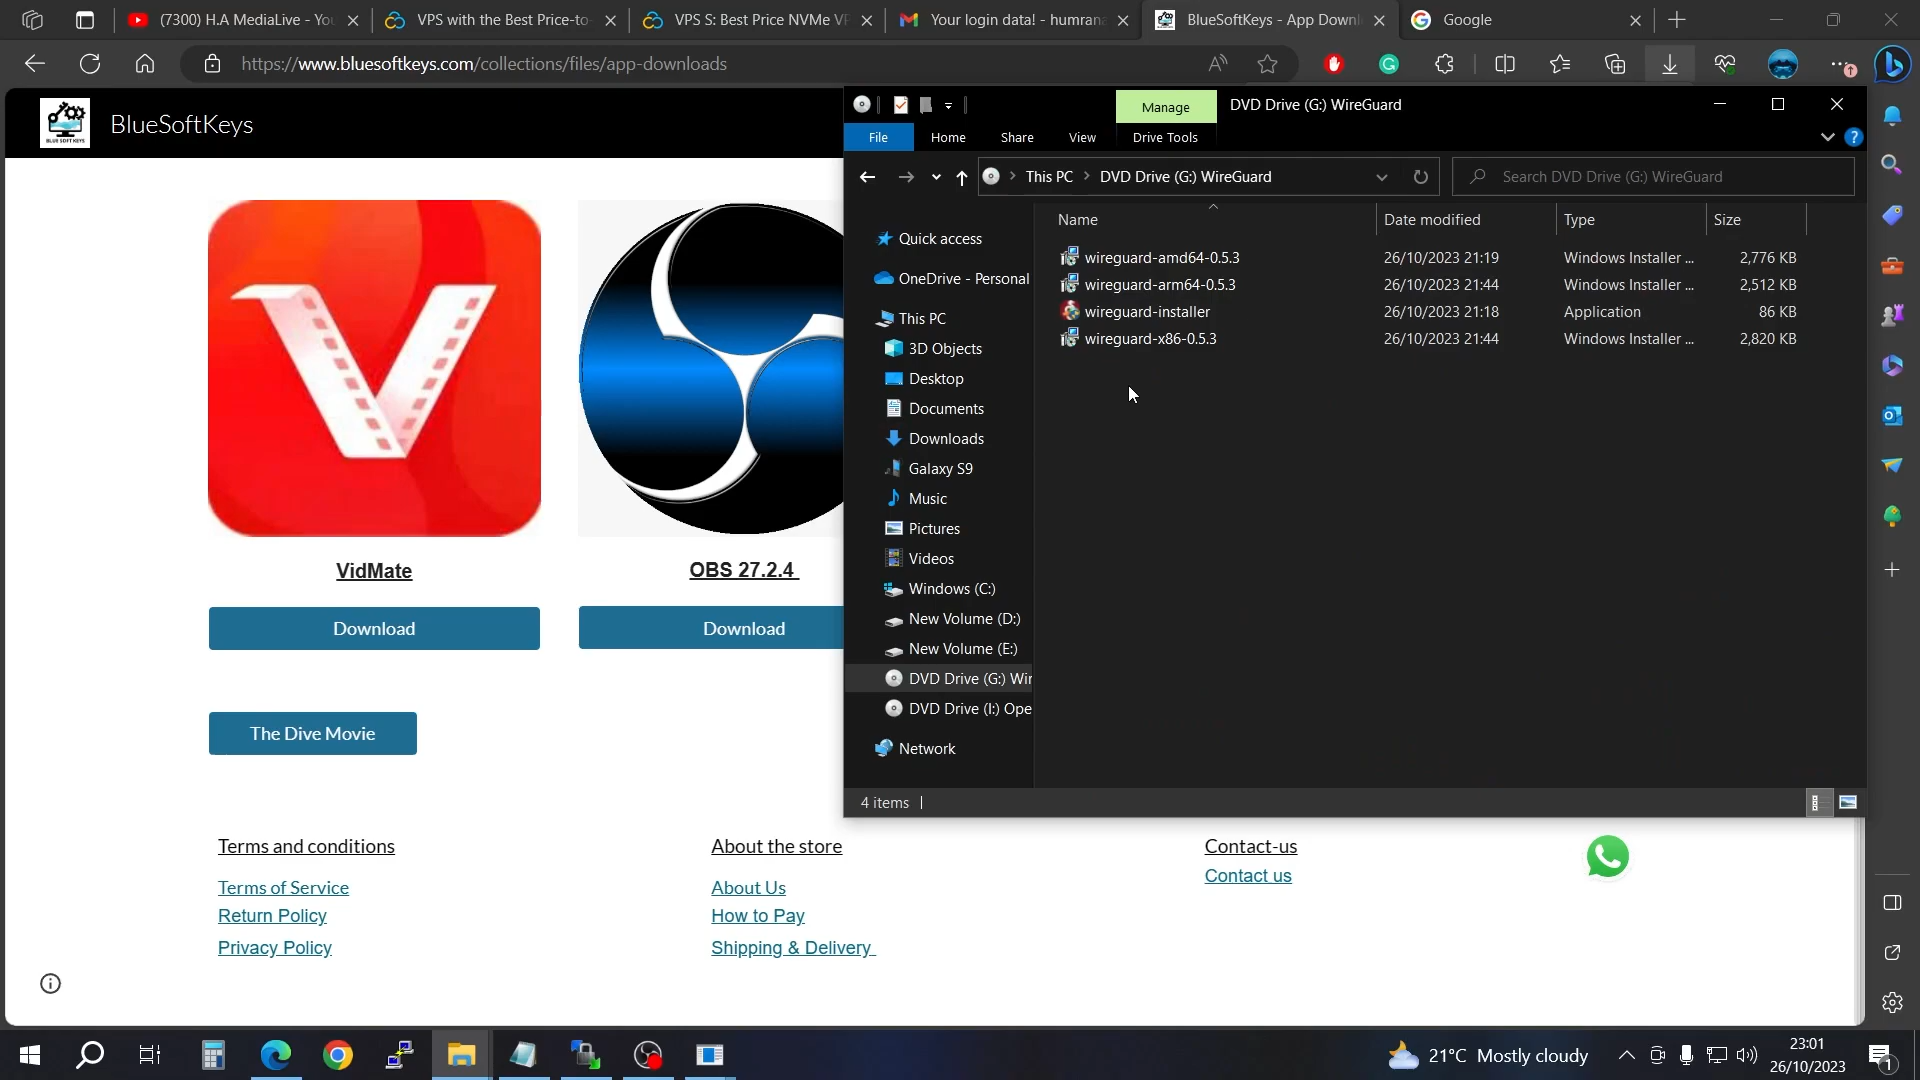 (7300) H.A MediaLive - You
VPS with the Best Price-to-
VPS S: Best Price NVMe VP
Your login data! - humrana
BlueSoftKeys - App Downl
Google
https://www.bluesoftkeys.com/collections/files/app-downloads
BLUE SOFT KEYS
BlueSoftKeys
Manage
DVD Drive (G:) WireGuard
File
Home
Share
View
Drive Tools
This PC
DVD Drive (G:) WireGuard
Search DVD Drive (G:) WireGuard
Name
Date modified
Type
Size
wireguard-amd64-0.5.3
26/10/2023 21:19
Windows Installer ...
2,776 KB
wireguard-arm64-0.5.3
26/10/2023 21:44
Windows Installer ...
2,512 KB
wireguard-installer
26/10/2023 21:18
Application
86 KB
wireguard-x86-0.5.3
26/10/2023 21:44
Windows Installer ...
2,820 KB
Quick access
OneDrive - Personal
This PC
3D Objects
Desktop
Documents
Downloads
Galaxy S9
Music
Pictures
Videos
Windows (C:)
New Volume (D:)
New Volume (E:)
DVD Drive (G:) Wir
DVD Drive (I:) Ope
Network
4 items
VidMate
OBS 27.2.4
Download
Download
The Dive Movie
Terms and conditions
Terms of Service
Return Policy
Privacy Policy
About the store
About Us
How to Pay
Shipping & Delivery
Contact-us
Contact us
21°C Mostly cloudy
23:01
26/10/2023
1